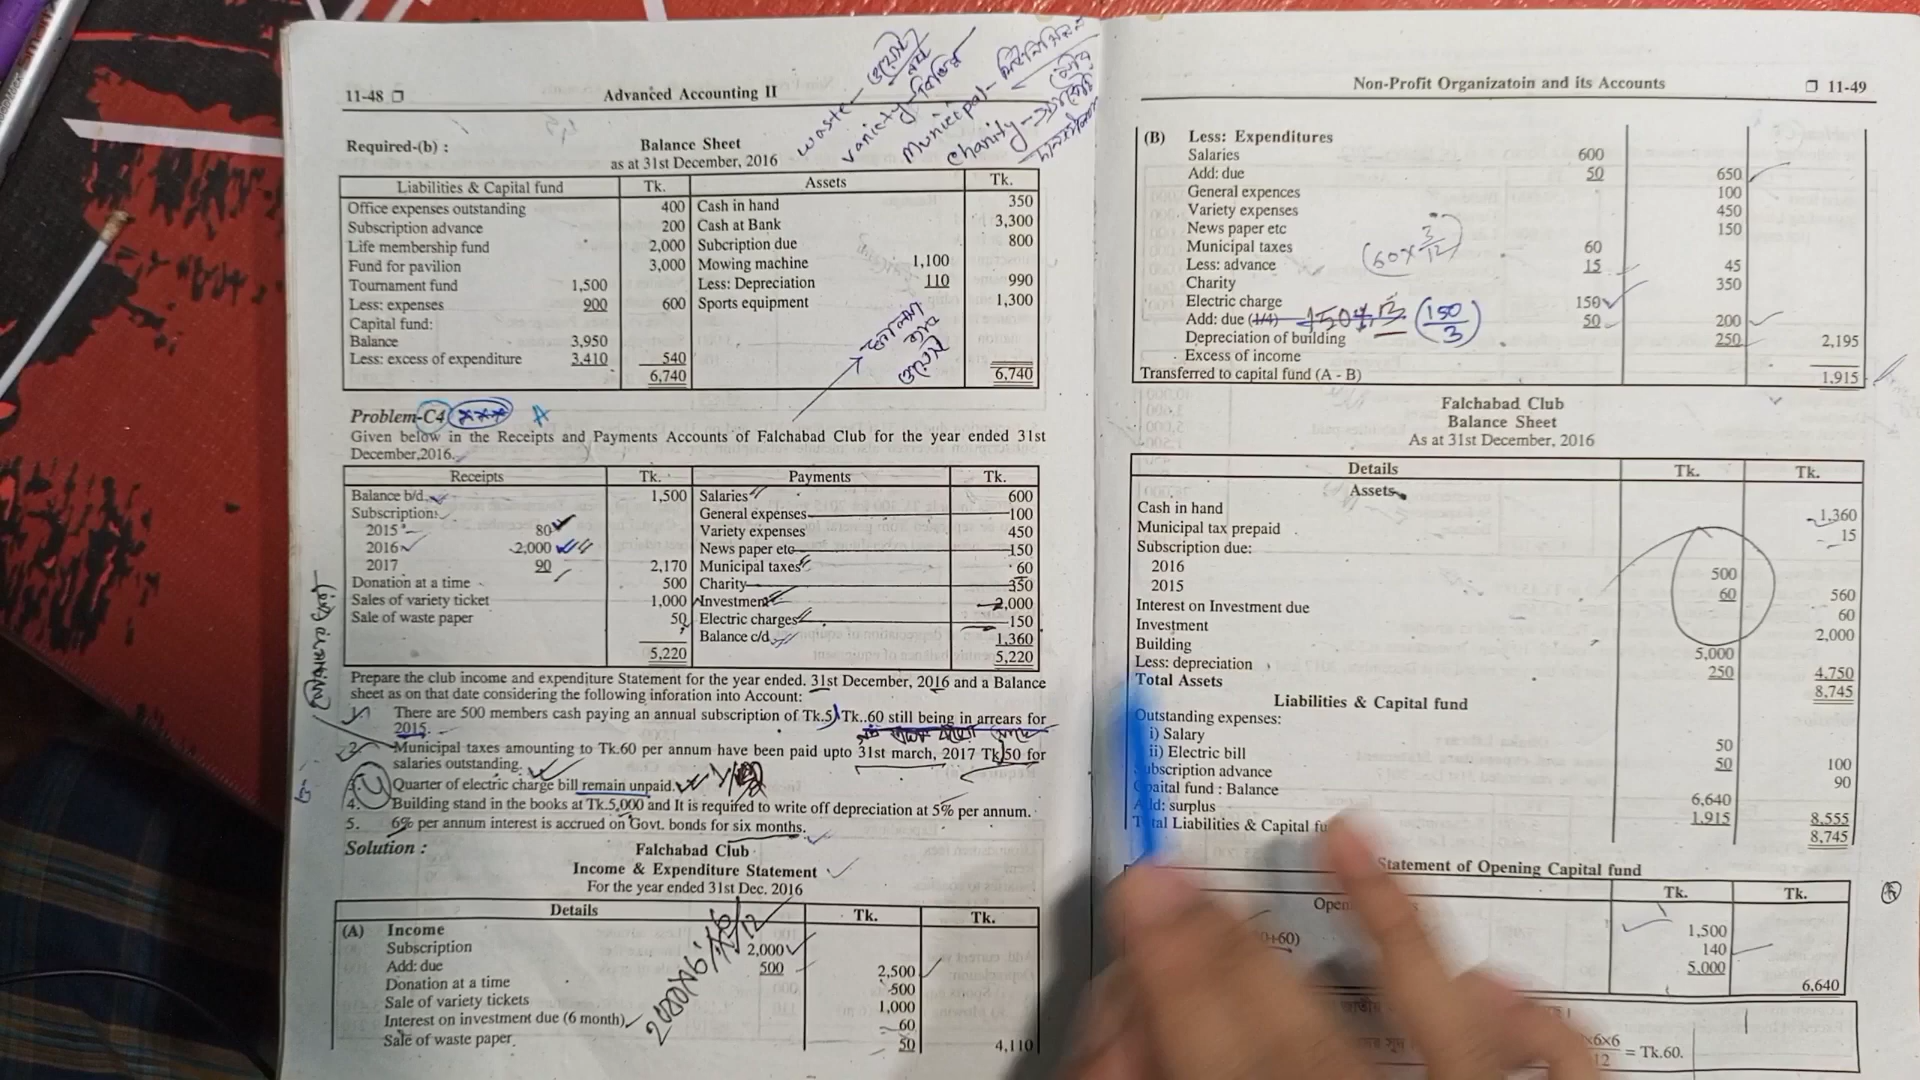 11-48 ❐ Advanced Accounting II
Required-(b) : Balance Sheet
as at 31st December, 2016
Liabilities & Capital fund Tk. Assets Tk.
Office expenses outstanding 400 Cash in hand 350
Subscription advance 200 Cash at Bank 3,300
Life membership fund 2,000 Subcription due 800
Fund for pavilion 3,000 Mowing machine 1,100
Tournament fund 1,500 Less: Depreciation 110 990
Less: expenses 900 600 Sports equipment 1,300
Capital fund:
Balance 3,950
Less: excess of expenditure 3,410 540
6,740 6,740
waste
variety
Municipal
charity
Problem-C4
Given below in the Receipts and Payments Accounts of Falchabad Club for the year ended 31st
December,2016.
Receipts Tk. Payments Tk.
Balance b/d. 1,500 Salaries 600
Subscription: General expenses 100
2015 80 Variety expenses 450
2016 2,000 News paper etc 150
2017 90 2,170 Municipal taxes 60
Donation at a time 500 Charity 350
Sales of variety ticket 1,000 Investment 2,000
Sale of waste paper 50 Electric charges 150
Balance c/d. 1,360
5,220 5,220
Prepare the club income and expenditure Statement for the year ended. 31st December, 2016 and a Balance
sheet as on that date considering the following inforation into Account:
1. There are 500 members cash paying an annual subscription of Tk.5, Tk..60 still being in arrears for
2015.
2. Municipal taxes amounting to Tk.60 per annum have been paid upto 31st march, 2017 Tk 50 for
salaries outstanding.
3. Quarter of electric charge bill remain unpaid.
4. Building stand in the books at Tk.5,000 and It is required to write off depreciation at 5% per annum.
5. 6% per annum interest is accrued on Govt. bonds for six months.
Solution : Falchabad Club
Income & Expenditure Statement
For the year ended 31st Dec. 2016
Details Tk. Tk.
(A) Income
Subscription 2,000
Add: due 500 2,500
Donation at a time 500
Sale of variety tickets 1,000
Interest on investment due (6 month) 60
Sale of waste paper 50 4,110
Non-Profit Organizatoin and its Accounts ❐ 11-49
(B) Less: Expenditures
Salaries 600
Add: due 50 650
General expences 100
Variety expenses 450
News paper etc 150
Municipal taxes 60
Less: advance 15 45
Charity 350
Electric charge 150
Add: due (1/4) 50 200
Depreciation of building 250 2,195
Excess of income
Transferred to capital fund (A - B) 1,915
(60×3/12)
(150/3)
Falchabad Club
Balance Sheet
As at 31st December, 2016
Details Tk. Tk.
Assets
Cash in hand 1,360
Municipal tax prepaid 15
Subscription due:
2016 500
2015 60 560
Interest on Investment due 60
Investment 2,000
Building 5,000
Less: depreciation 250 4,750
Total Assets 8,745
Liabilities & Capital fund
Outstanding expenses:
i) Salary 50
ii) Electric bill 50 100
ubscription advance 90
apaital fund : Balance 6,640
Add: surplus 1,915 8,555
Total Liabilities & Capital fu 8,745
Statement of Opening Capital fund
Open Tk. Tk.
1,500
0+60) 140
5,000
6,640
×6×6
12 = Tk.60.